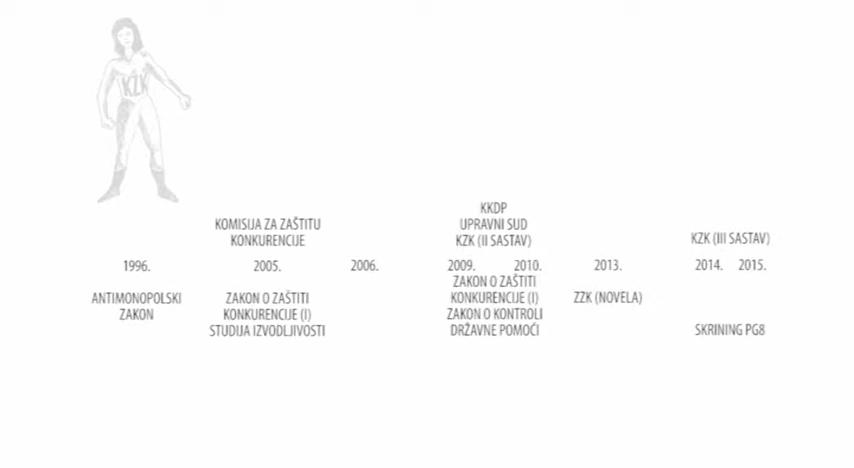 KZK
KKDP
KOMISIJA ZA ZAŠTITU
KONKURENCIJE
UPRAVNI SUD
KZK (II SASTAV)
KZK (III SASTAV)
1996.
2005.
2006.
2009.
2010.
2013.
2014.
2015.
ANTIMONOPOLSKI
ZAKON
ZAKON O ZAŠTITI
KONKURENCIJE (I)
STUDIJA IZVODLJIVOSTI
ZAKON O ZAŠTITI
KONKURENCIJE (I)
ZAKON O KONTROLI
DRŽAVNE POMOĆI
ZZK (NOVELA)
SKRINING PG8